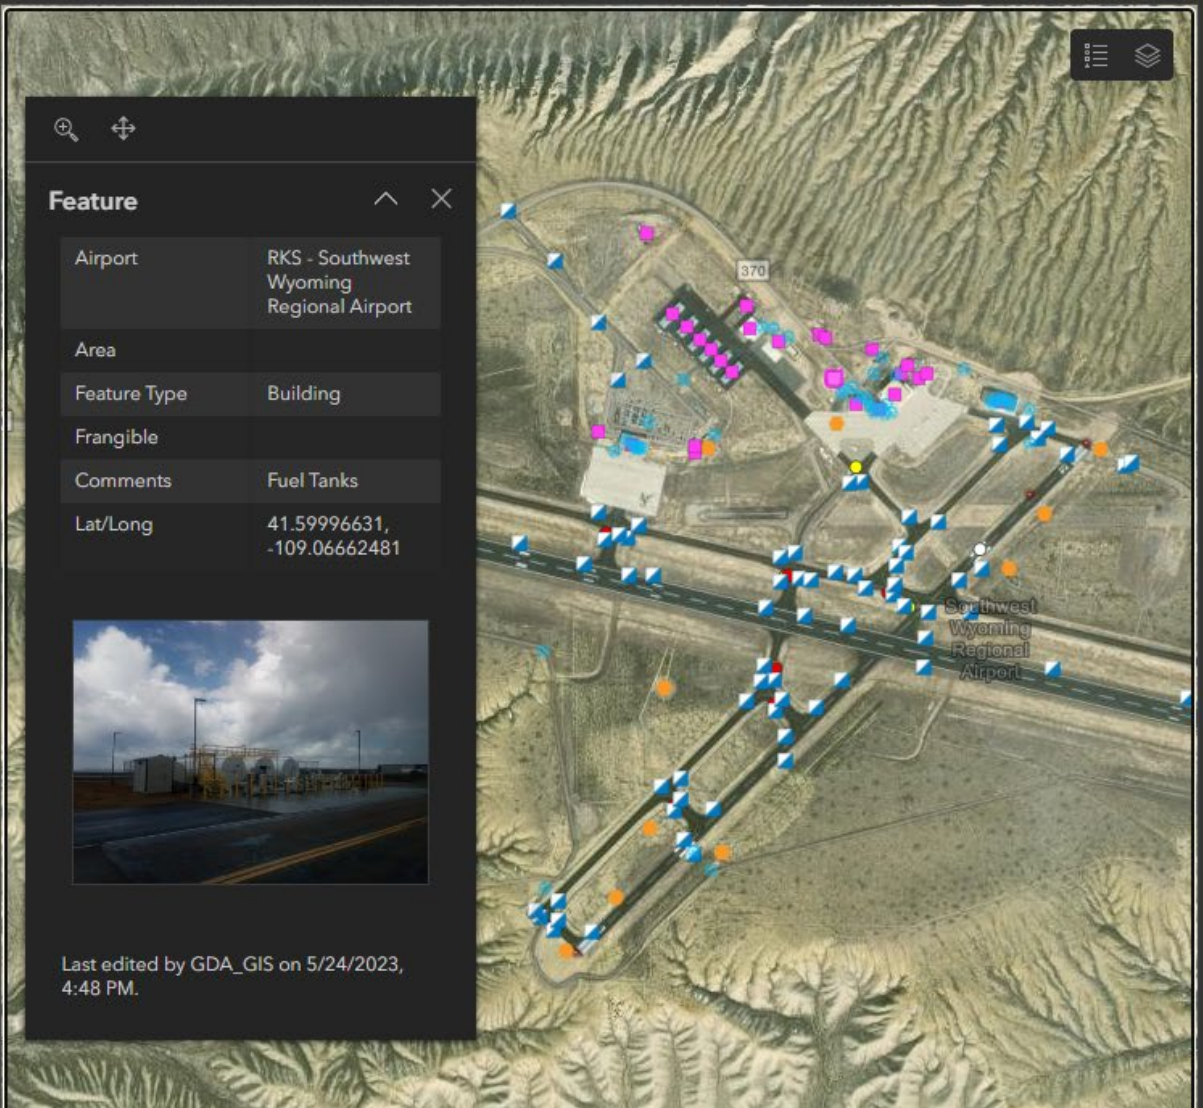 Feature
Airport
RKS - Southwest
Wyoming
Regional Airport
Area
Feature Type
Building
Frangible
Comments
Fuel Tanks
Lat/Long
41.59996631,
-109.06662481
Last edited by GDA_GIS on 5/24/2023,
4:48 PM.
370
Southwest
Wyoming
Regional
Airport